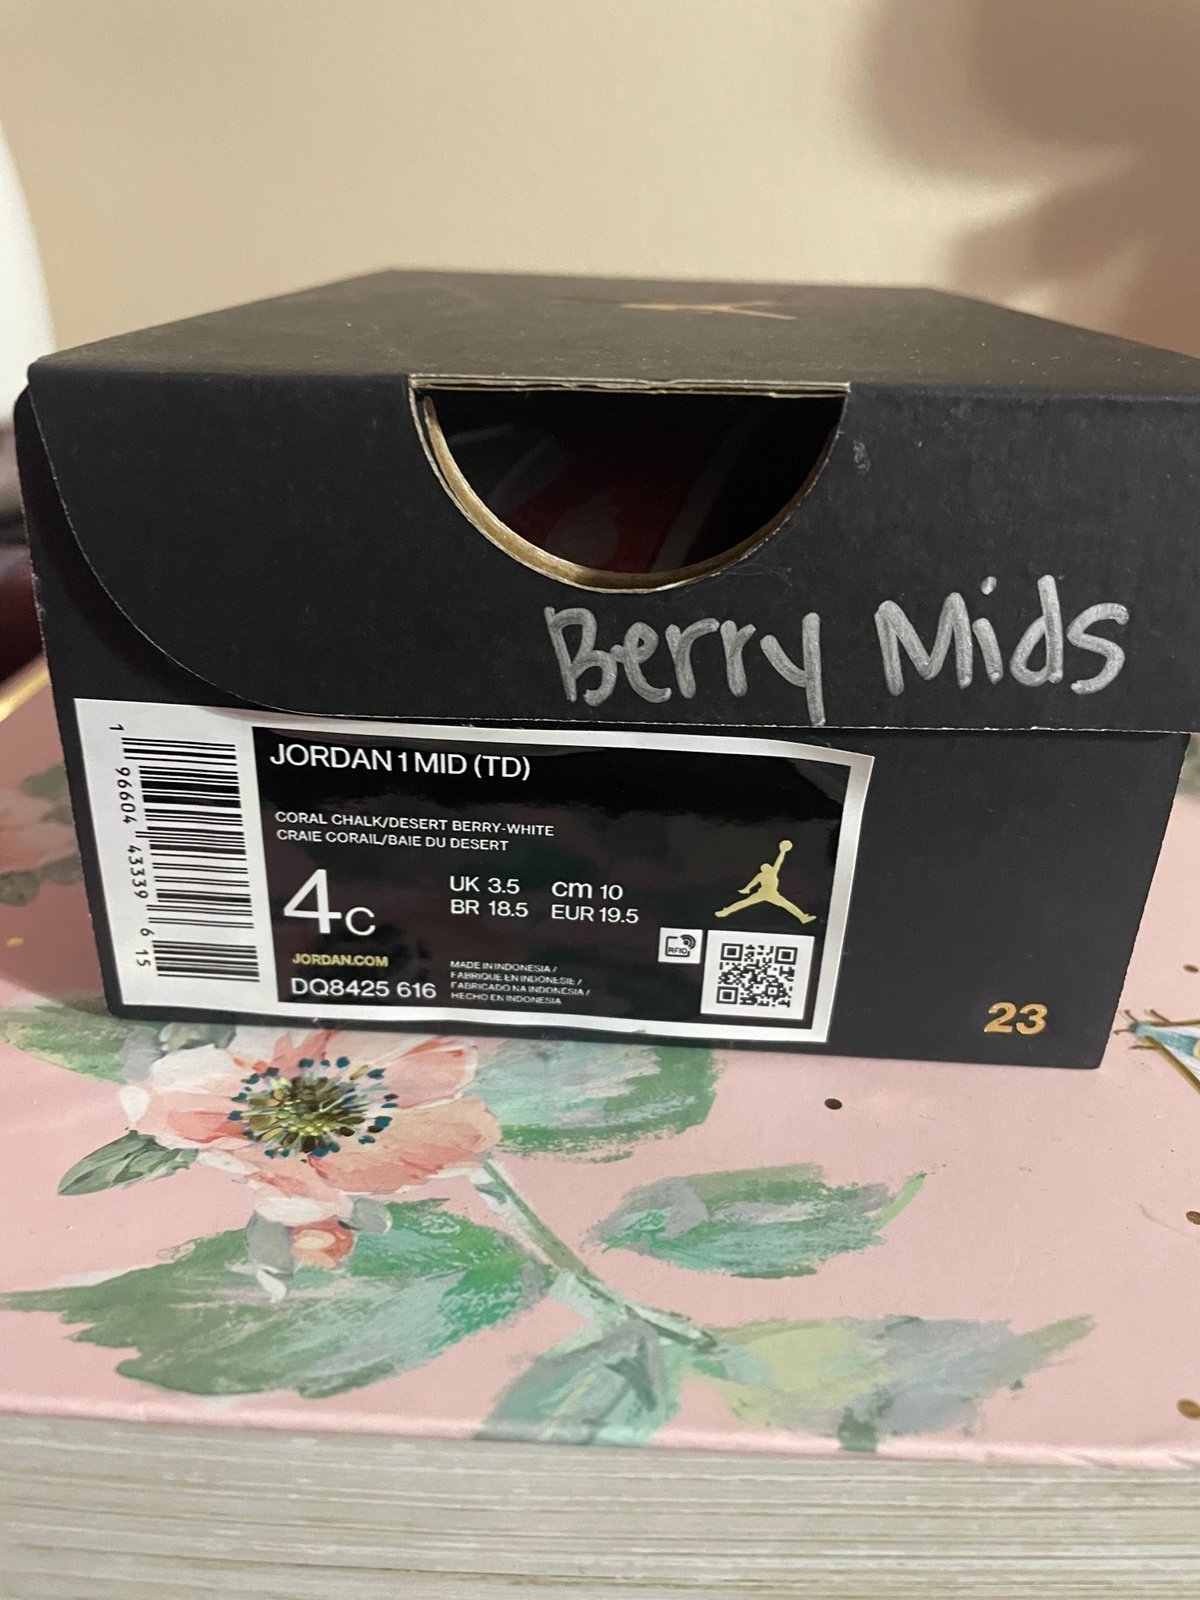 Berry Mids
JORDAN 1 MID (TD)
CORAL CHALK/DESERT BERRY-WHITE
CRAIE CORAIL/BAIE DU DESERT
4C
UK 3.5 cm 10
BR 18.5 EUR 19.5
JORDAN.COM
DQ8425 616
MADE IN INDONESIA /
FABRIQUE EN INDONESIE /
FABRICADO NA INDONESIA /
HECHO EN INDONESIA
RFID
1 96604 43339 6 15
23